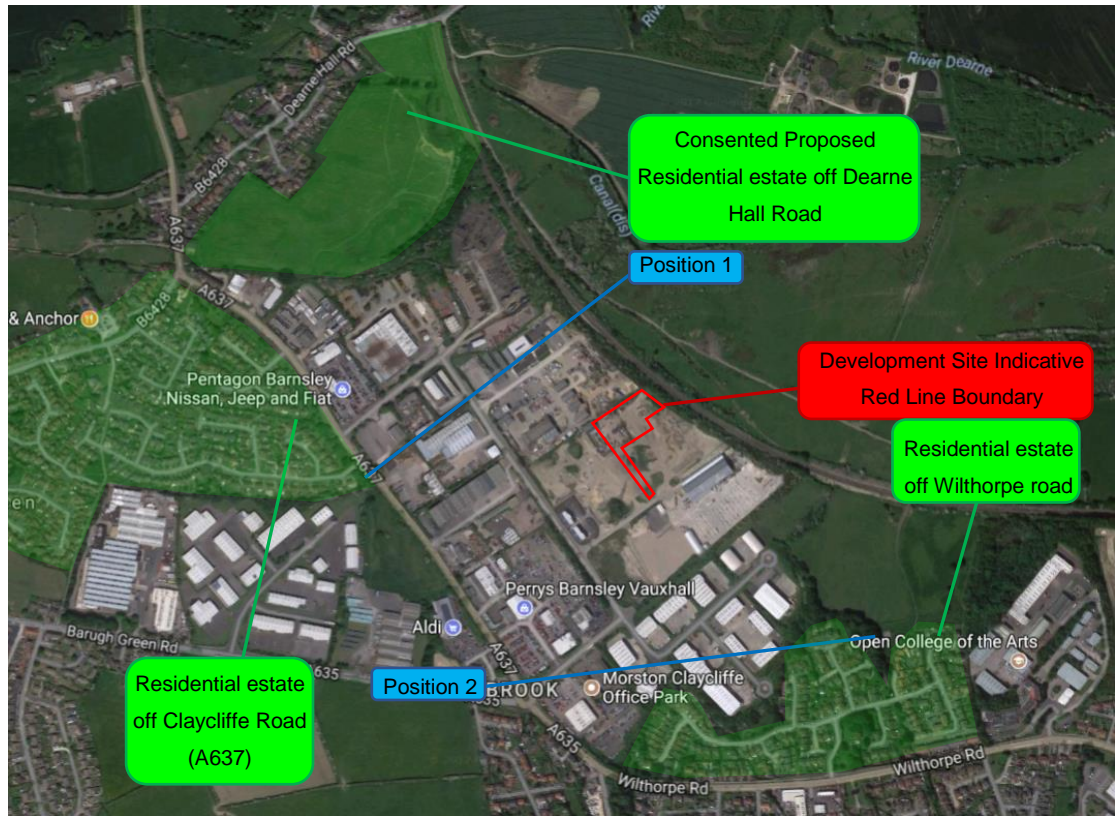 River
River Dearne
Dearne Hall Rd
Consented Proposed
Residential estate off Dearne
Hall Road
B6428
Canal(dis)
A637
Position 1
A637
B6428
& Anchor
Development Site Indicative
Red Line Boundary
Pentagon Barnsley
Nissan, Jeep and Fiat
Residential estate
off Wilthorpe road
A637
een
Perrys Barnsley Vauxhall
Aldi
Barugh Green Rd
A637
Open College of the Arts
A635
Residential estate
off Claycliffe Road
(A637)
Position 2
BROOK
Morston Claycliffe
Office Park
A635
Wilthorpe Rd
Wilthorpe Rd